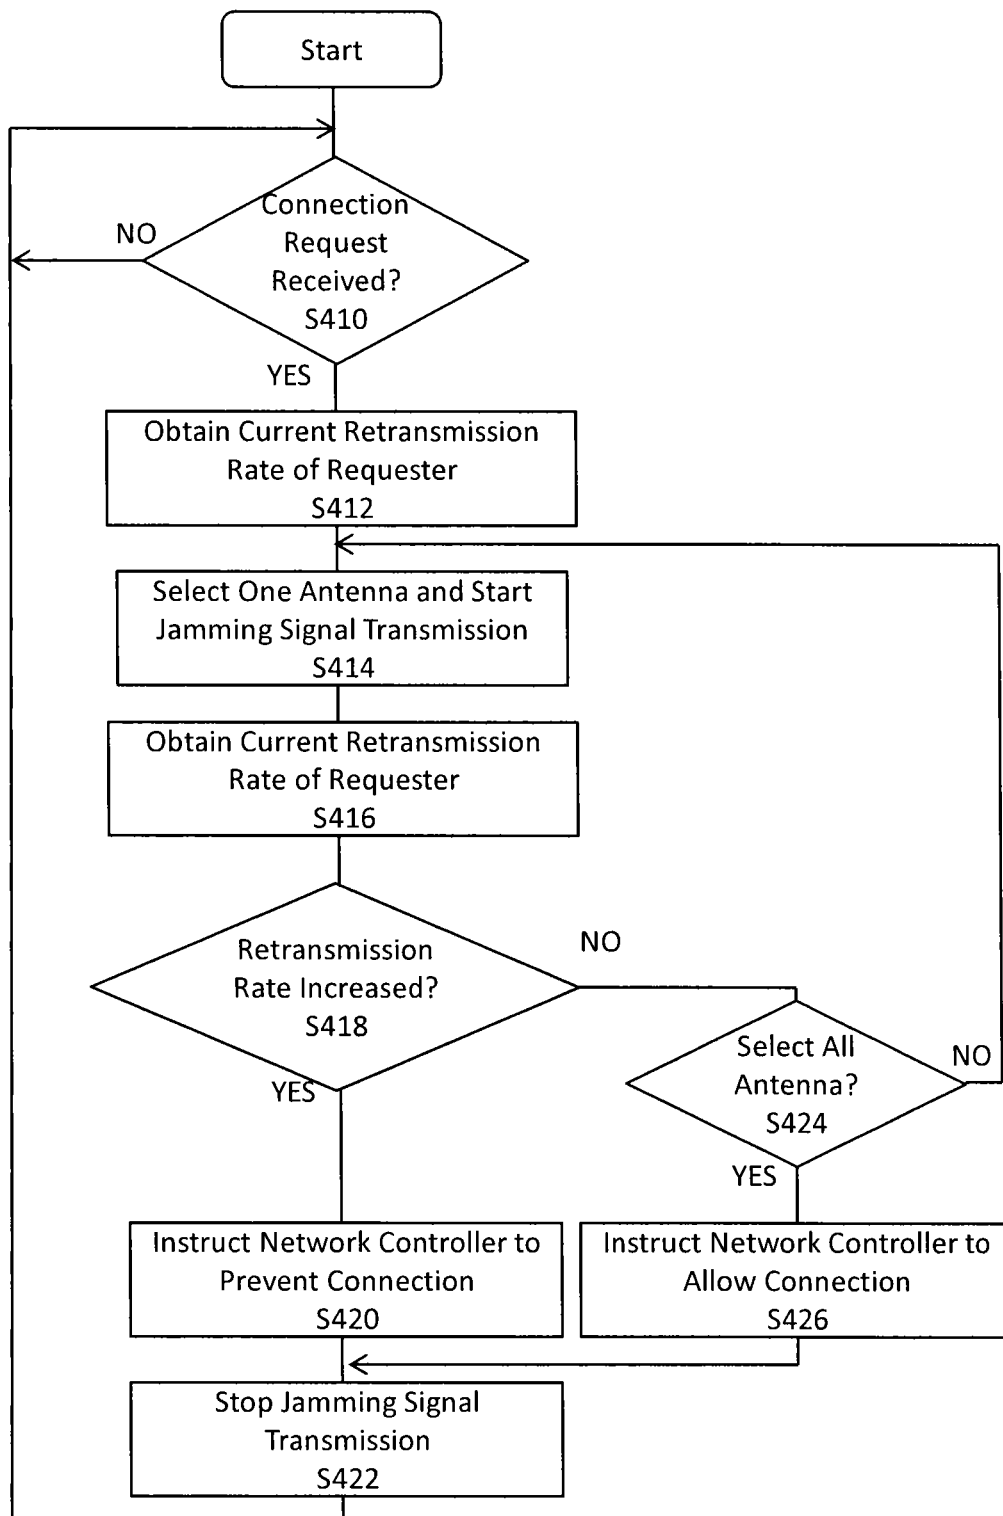 Start
Connection
Request
Received?
S410
NO
YES
Obtain Current Retransmission
Rate of Requester
S412
Select One Antenna and Start
Jamming Signal Transmission
S414
Obtain Current Retransmission
Rate of Requester
S416
Retransmission
Rate Increased?
S418
NO
YES
Select All
Antenna?
S424
NO
YES
Instruct Network Controller to
Prevent Connection
S420
Instruct Network Controller to
Allow Connection
S426
Stop Jamming Signal
Transmission
S422